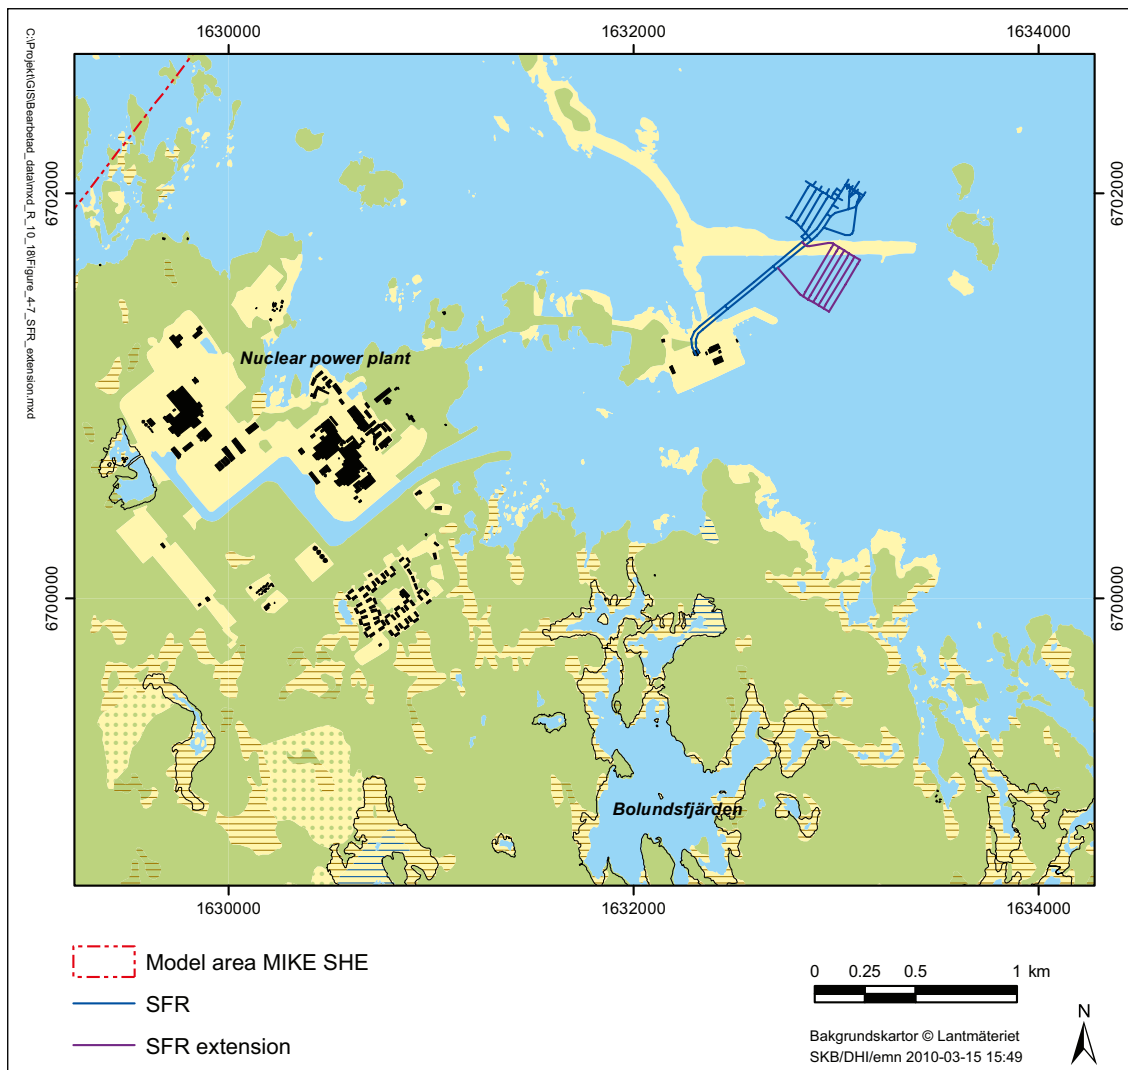 1630000
1632000
1634000
C:\Projekt\GIS\Bearbetad_data\mxd_R_10_18\Figure_4-7_SFR_extension.mxd
6702000
6702000
Nuclear power plant
6700000
6700000
Bolundsfjärden
1630000
1632000
1634000
Model area MIKE SHE
SFR
SFR extension
0 0.25 0.5 1 km
Bakgrundskartor © Lantmäteriet
SKB/DHI/emn 2010-03-15 15:49
N